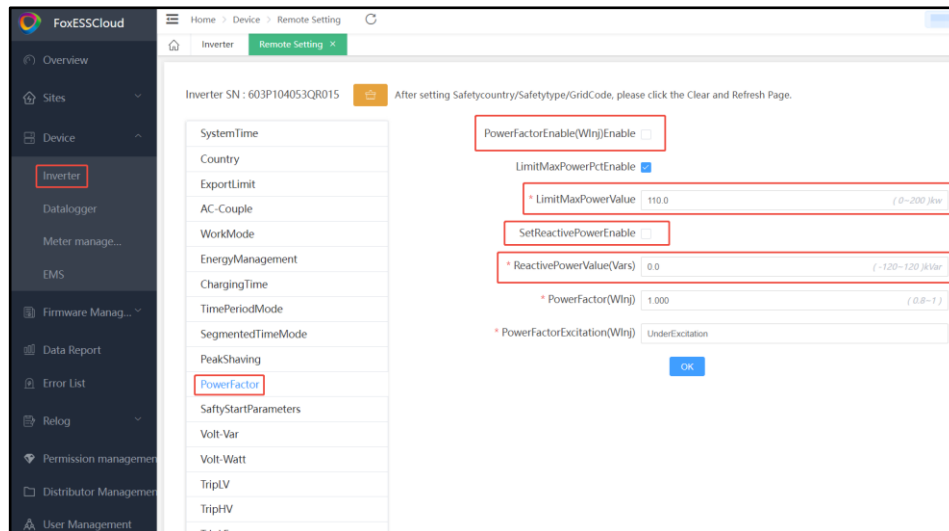 FoxESSCloud
Home > Device > Remote Setting
Inverter
Remote Setting ×
Overview
Sites
Device
Inverter
Datalogger
Meter manage...
EMS
Firmware Manag...
Data Report
Error List
Relog
Permission managemen
Distributor Managemen
User Management
Inverter SN : 603P104053QR015
After setting Safetycountry/Safetytype/GridCode, please click the Clear and Refresh Page.
SystemTime
Country
ExportLimit
AC-Couple
WorkMode
EnergyManagement
ChargingTime
TimePeriodMode
SegmentedTimeMode
PeakShaving
PowerFactor
SaftyStartParameters
Volt-Var
Volt-Watt
TripLV
TripHV
PowerFactorEnable(WInj)Enable
LimitMaxPowerPctEnable
* LimitMaxPowerValue 110.0 ( 0~200 )kw
SetReactivePowerEnable
* ReactivePowerValue(Vars) 0.0 ( -120~120 )kVar
* PowerFactor(WInj) 1.000 ( 0.8~1 )
* PowerFactorExcitation(WInj) UnderExcitation
OK